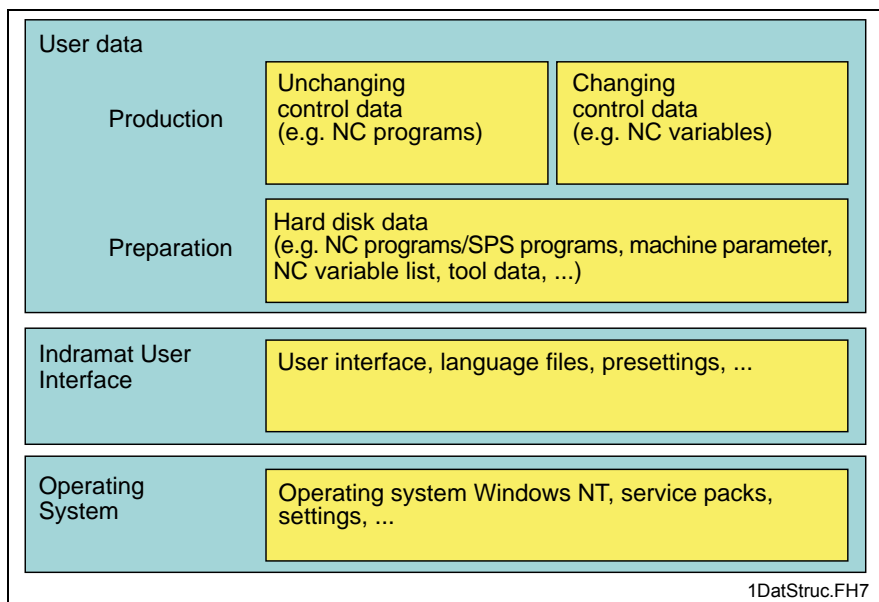 User data
Production
Unchanging
control data
(e.g. NC programs)
Changing
control data
(e.g. NC variables)
Preparation
Hard disk data
(e.g. NC programs/SPS programs, machine parameter,
NC variable list, tool data, ...)
Indramat User
Interface
User interface, language files, presettings, ...
Operating
System
Operating system Windows NT, service packs,
settings, ...
1DatStruc.FH7